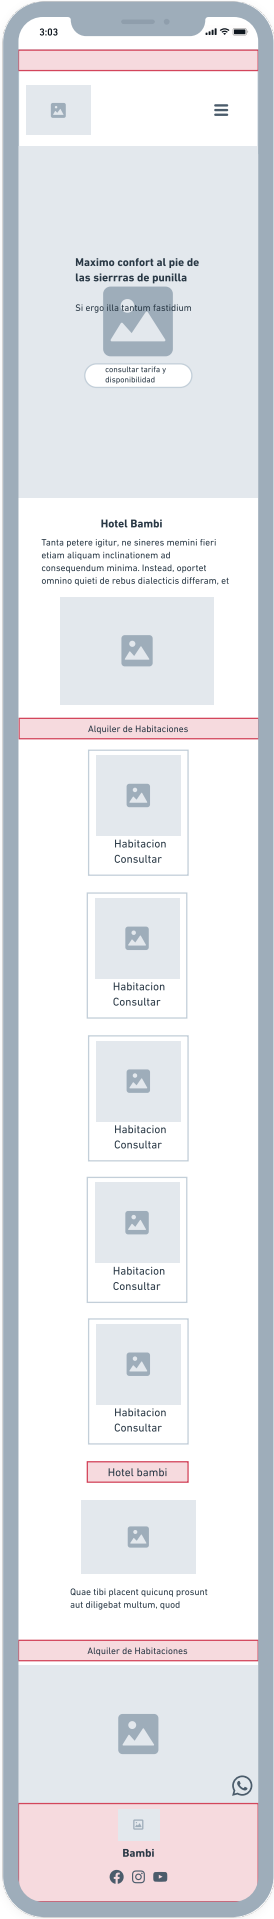 3:03
Maximo confort al pie de
las sierrras de punilla
Si ergo illa tantum fastidium
consultar tarifa y
disponibilidad
Hotel Bambi
Tanta petere igitur, ne sineres memini fieri
etiam aliquam inclinationem ad
consequendum minima. Instead, oportet
omnino quieti de rebus dialecticis differam, et
Alquiler de Habitaciones
Habitacion
Consultar
Habitacion
Consultar
Habitacion
Consultar
Habitacion
Consultar
Habitacion
Consultar
Hotel bambi
Quae tibi placent quicunq prosunt
aut diligebat multum, quod
Alquiler de Habitaciones
Bambi